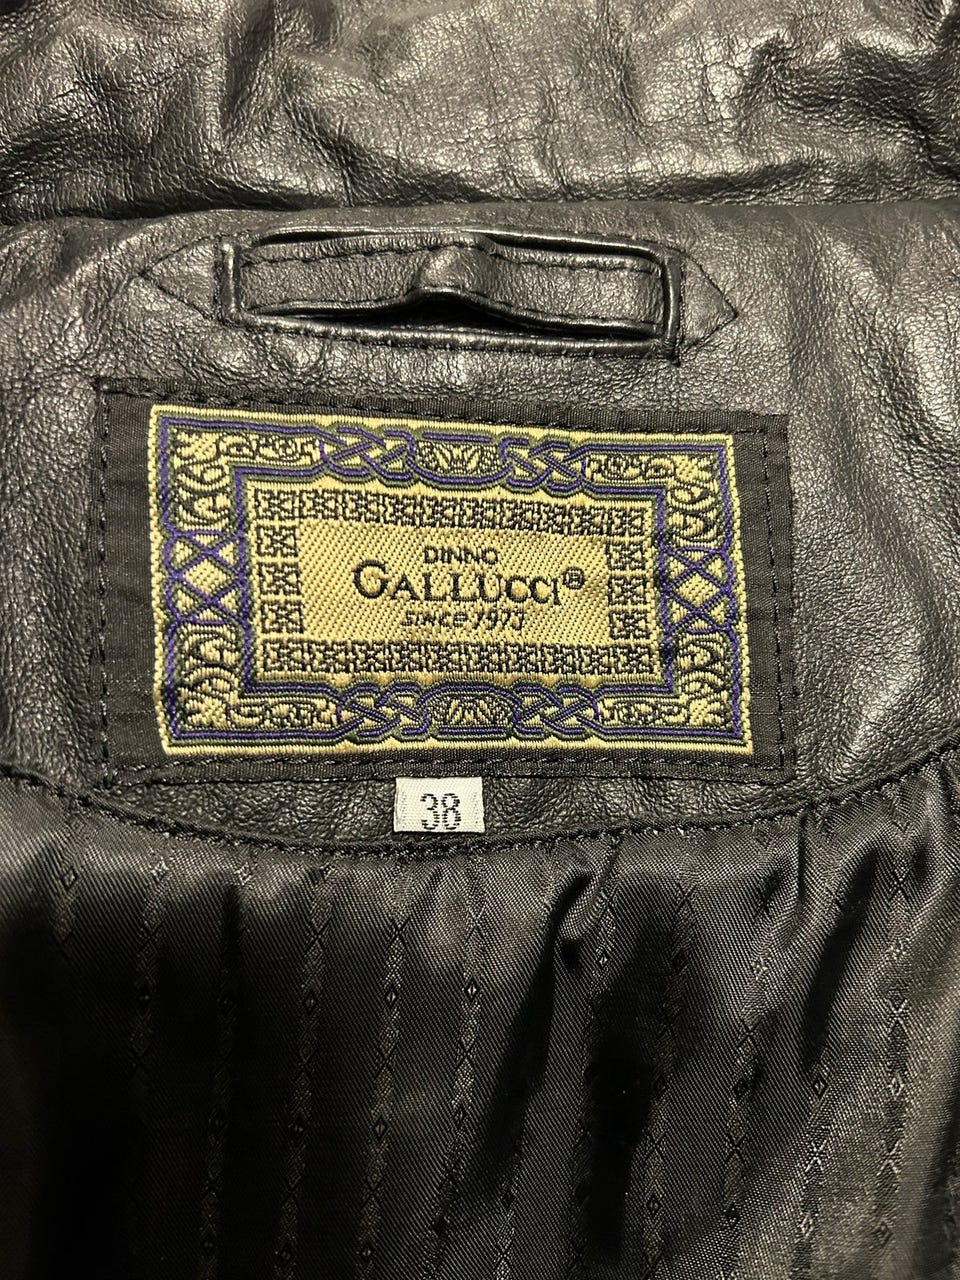 DINNO
GALLUCCI®
SINCE 1973
38